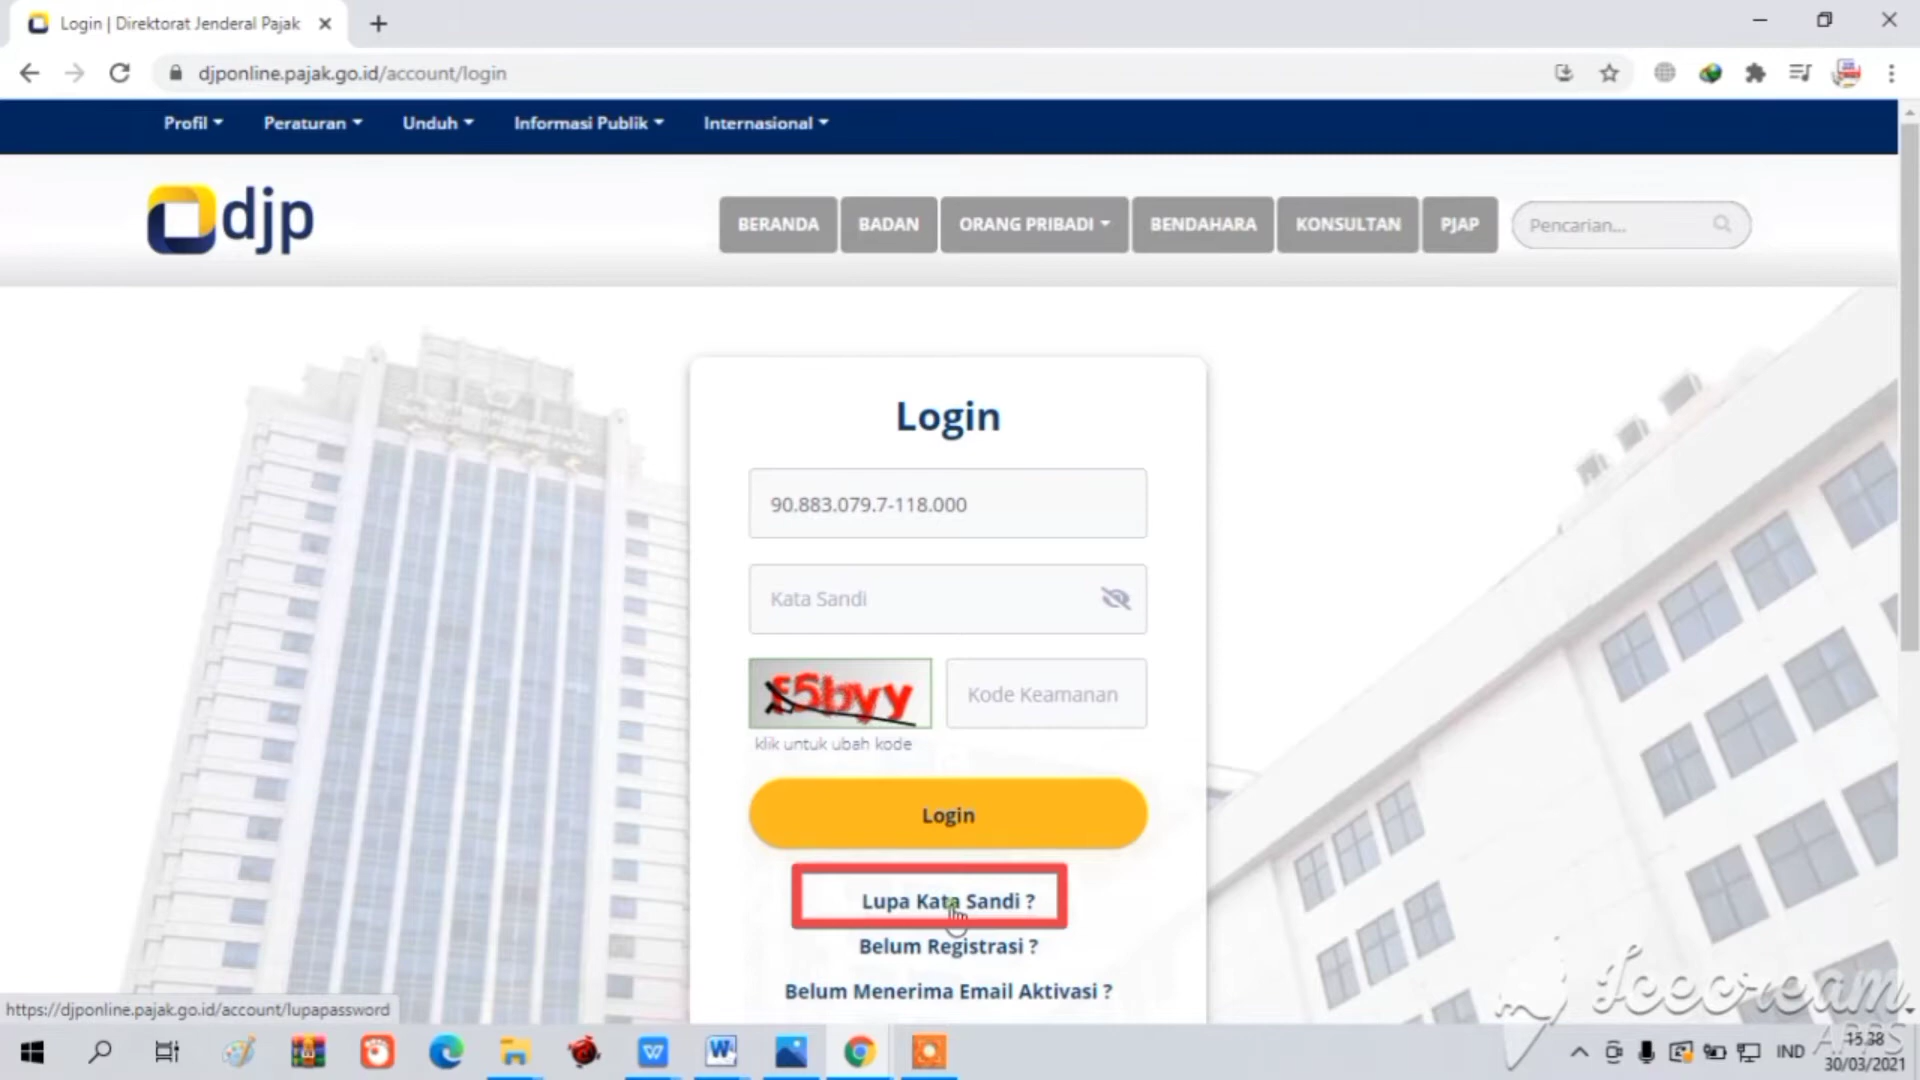 Login | Direktorat Jenderal Pajak
djponline.pajak.go.id/account/login
Profil
Peraturan
Unduh
Informasi Publik
Internasional
djp
BERANDA
BADAN
ORANG PRIBADI
BENDAHARA
KONSULTAN
PJAP
Pencarian...
Login
90.883.079.7-118.000
Kata Sandi
f5byy
Kode Keamanan
klik untuk ubah kode
Login
Lupa Kata Sandi ?
Belum Registrasi ?
Belum Menerima Email Aktivasi ?
https://djponline.pajak.go.id/account/lupapassword
Icecream
APPS
IND
15.38
30/03/2021